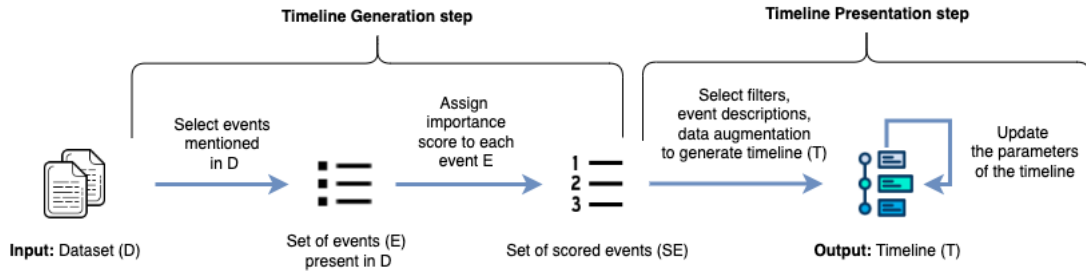 Timeline Generation step
Timeline Presentation step
Select events
mentioned
in D
Assign
importance
score to each
event E
Select filters,
event descriptions,
data augmentation
to generate timeline (T)
Update
the parameters
of the timeline
1
2
3
Input: Dataset (D)
Set of events (E)
present in D
Set of scored events (SE)
Output: Timeline (T)